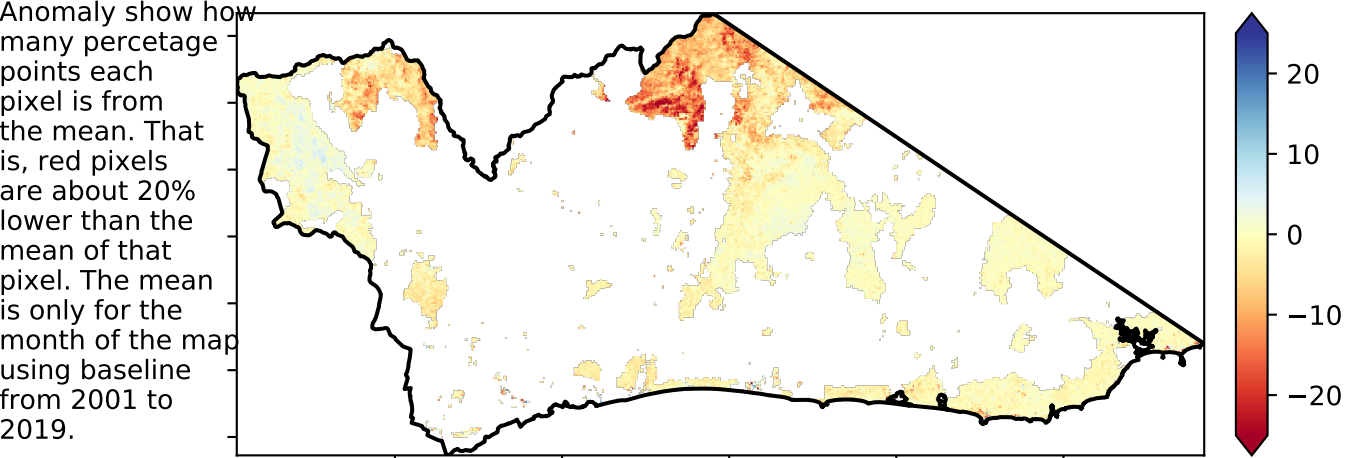 Anomaly show how
many percetage
points each
pixel is from
the mean. That
is, red pixels
are about 20%
lower than the
mean of that
pixel. The mean
is only for the
month of the map
using baseline
from 2001 to
2019.
20
10
0
−10
−20